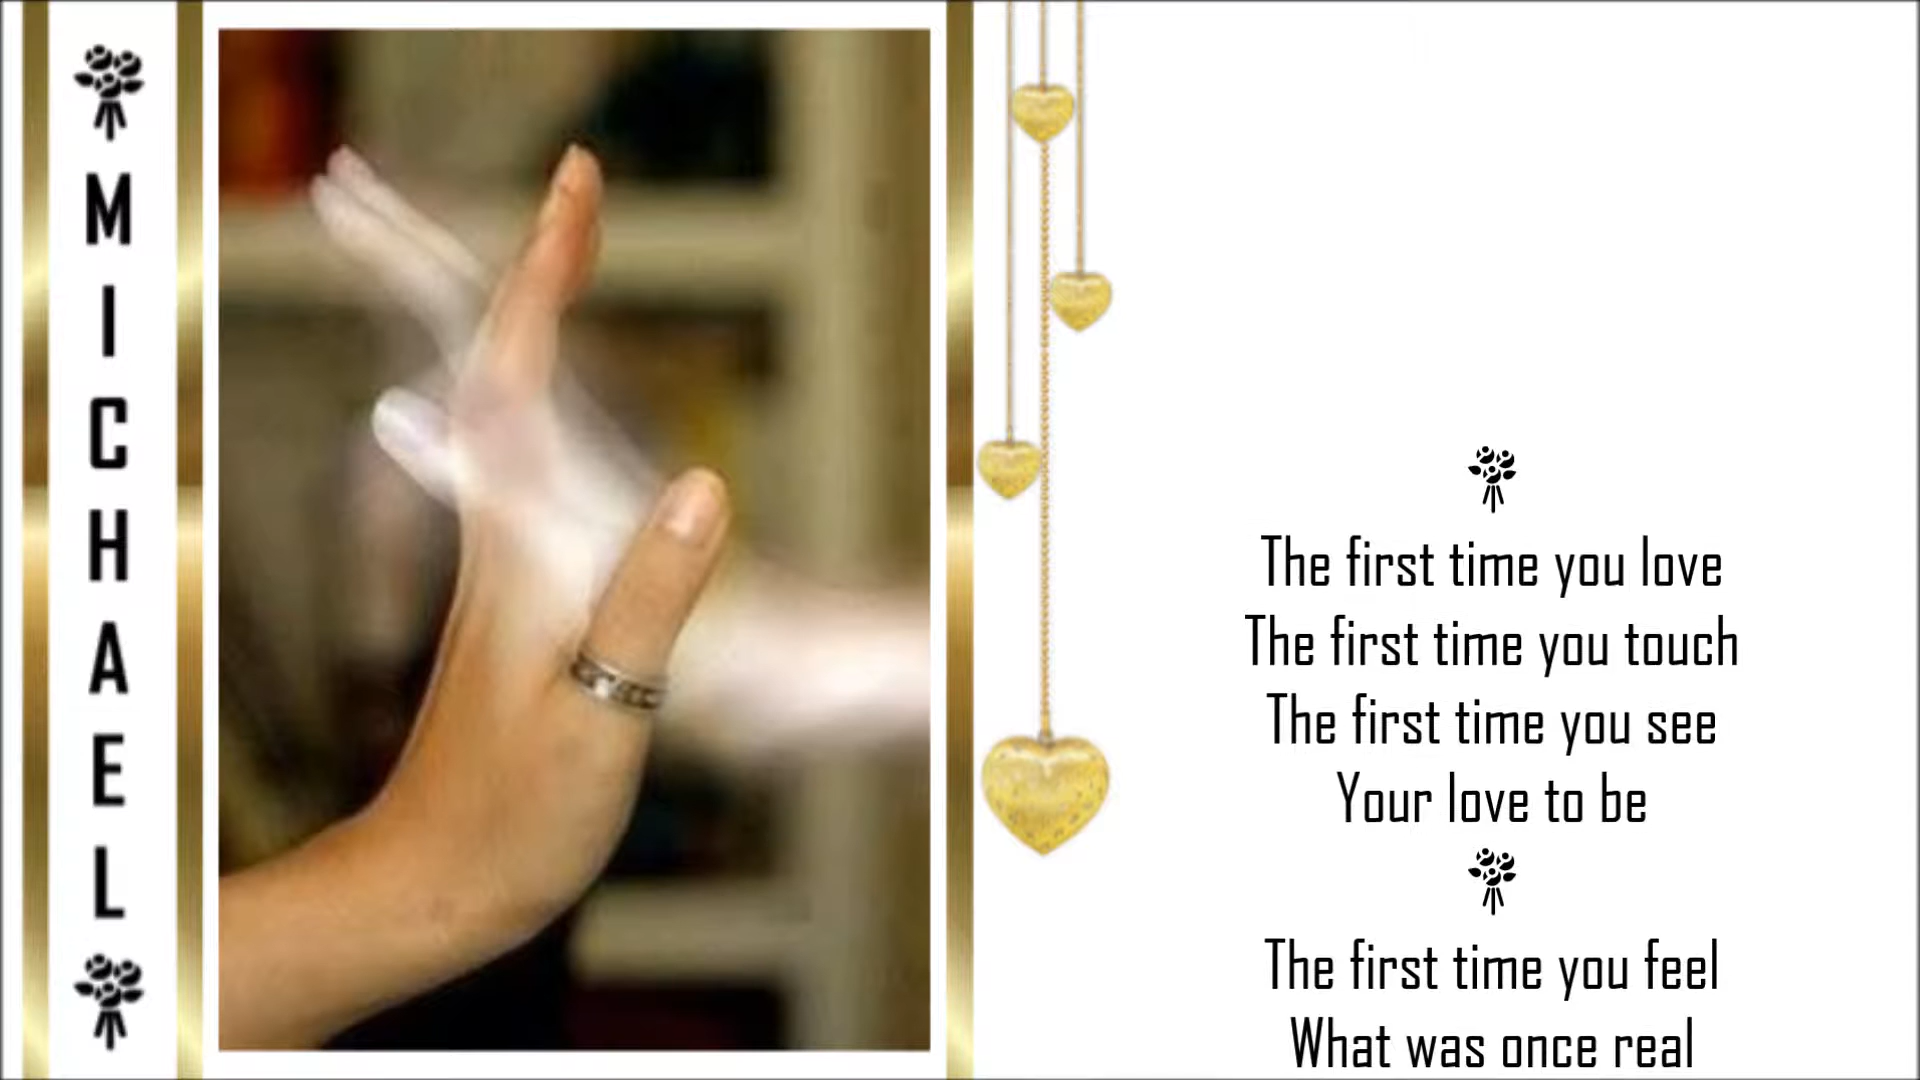 MICHAEL
The first time you love
The first time you touch
The first time you see
Your love to be
The first time you feel
What was once real